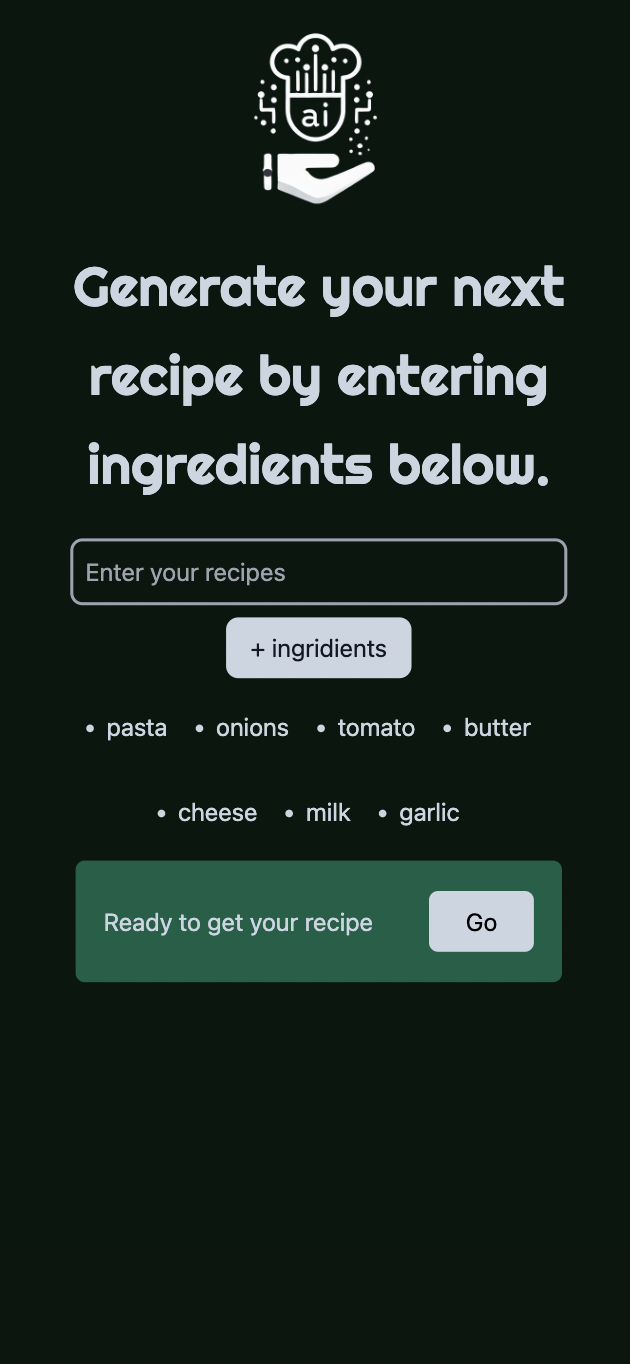 ai
Generate your next
recipe by entering
ingredients below.
Enter your recipes
+ ingridients
• pasta • onions • tomato • butter
• cheese • milk • garlic
Ready to get your recipe Go